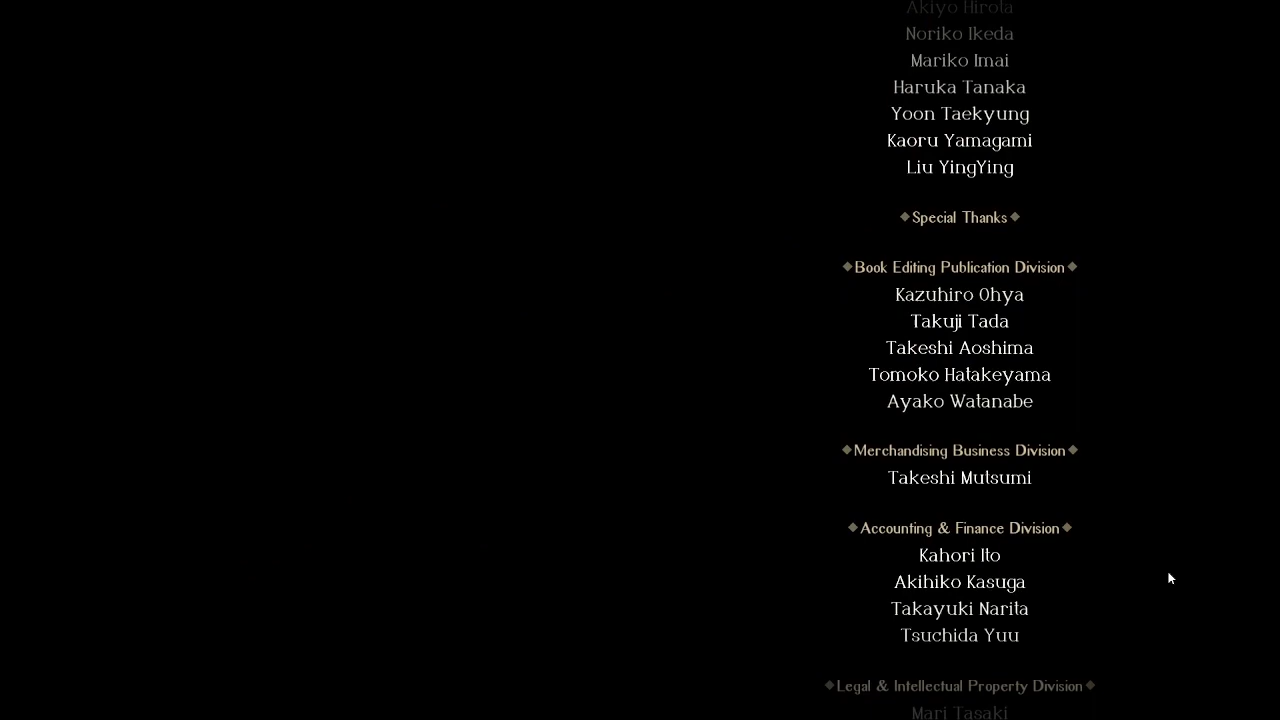 Akiyo Hirota
Noriko Ikeda
Mariko Imai
Haruka Tanaka
Yoon Taekyung
Kaoru Yamagami
Liu YingYing
◆Special Thanks◆
◆Book Editing Publication Division◆
Kazuhiro Ohya
Takuji Tada
Takeshi Aoshima
Tomoko Hatakeyama
Ayako Watanabe
◆Merchandising Business Division◆
Takeshi Mutsumi
◆Accounting & Finance Division◆
Kahori Ito
Akihiko Kasuga
Takayuki Narita
Tsuchida Yuu
◆Legal & Intellectual Property Division◆
Mari Tasaki